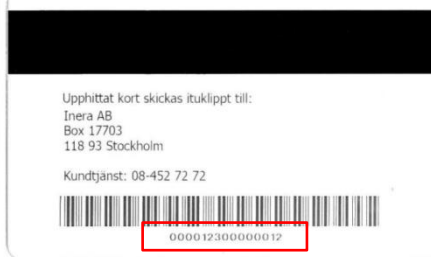 Upphittat kort skickas ituklippt till:
Inera AB
Box 17703
118 93 Stockholm
Kundtjänst: 08-452 72 72
000012300000012